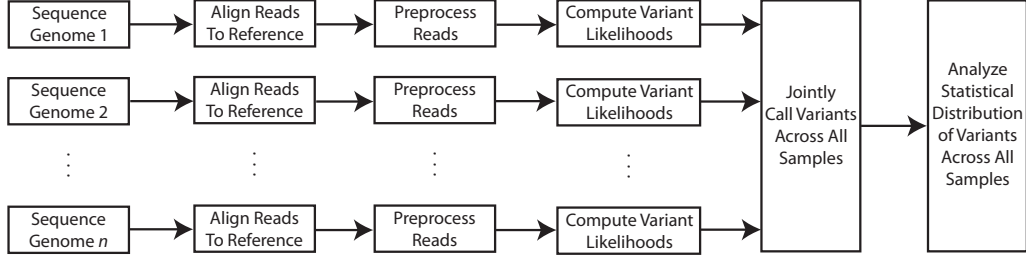 Sequence
Genome 1
Align Reads
To Reference
Preprocess
Reads
Compute Variant
Likelihoods
Sequence
Genome 2
Align Reads
To Reference
Preprocess
Reads
Compute Variant
Likelihoods
Sequence
Genome n
Align Reads
To Reference
Preprocess
Reads
Compute Variant
Likelihoods
Jointly
Call Variants
Across All
Samples
Analyze
Statistical
Distribution
of Variants
Across All
Samples